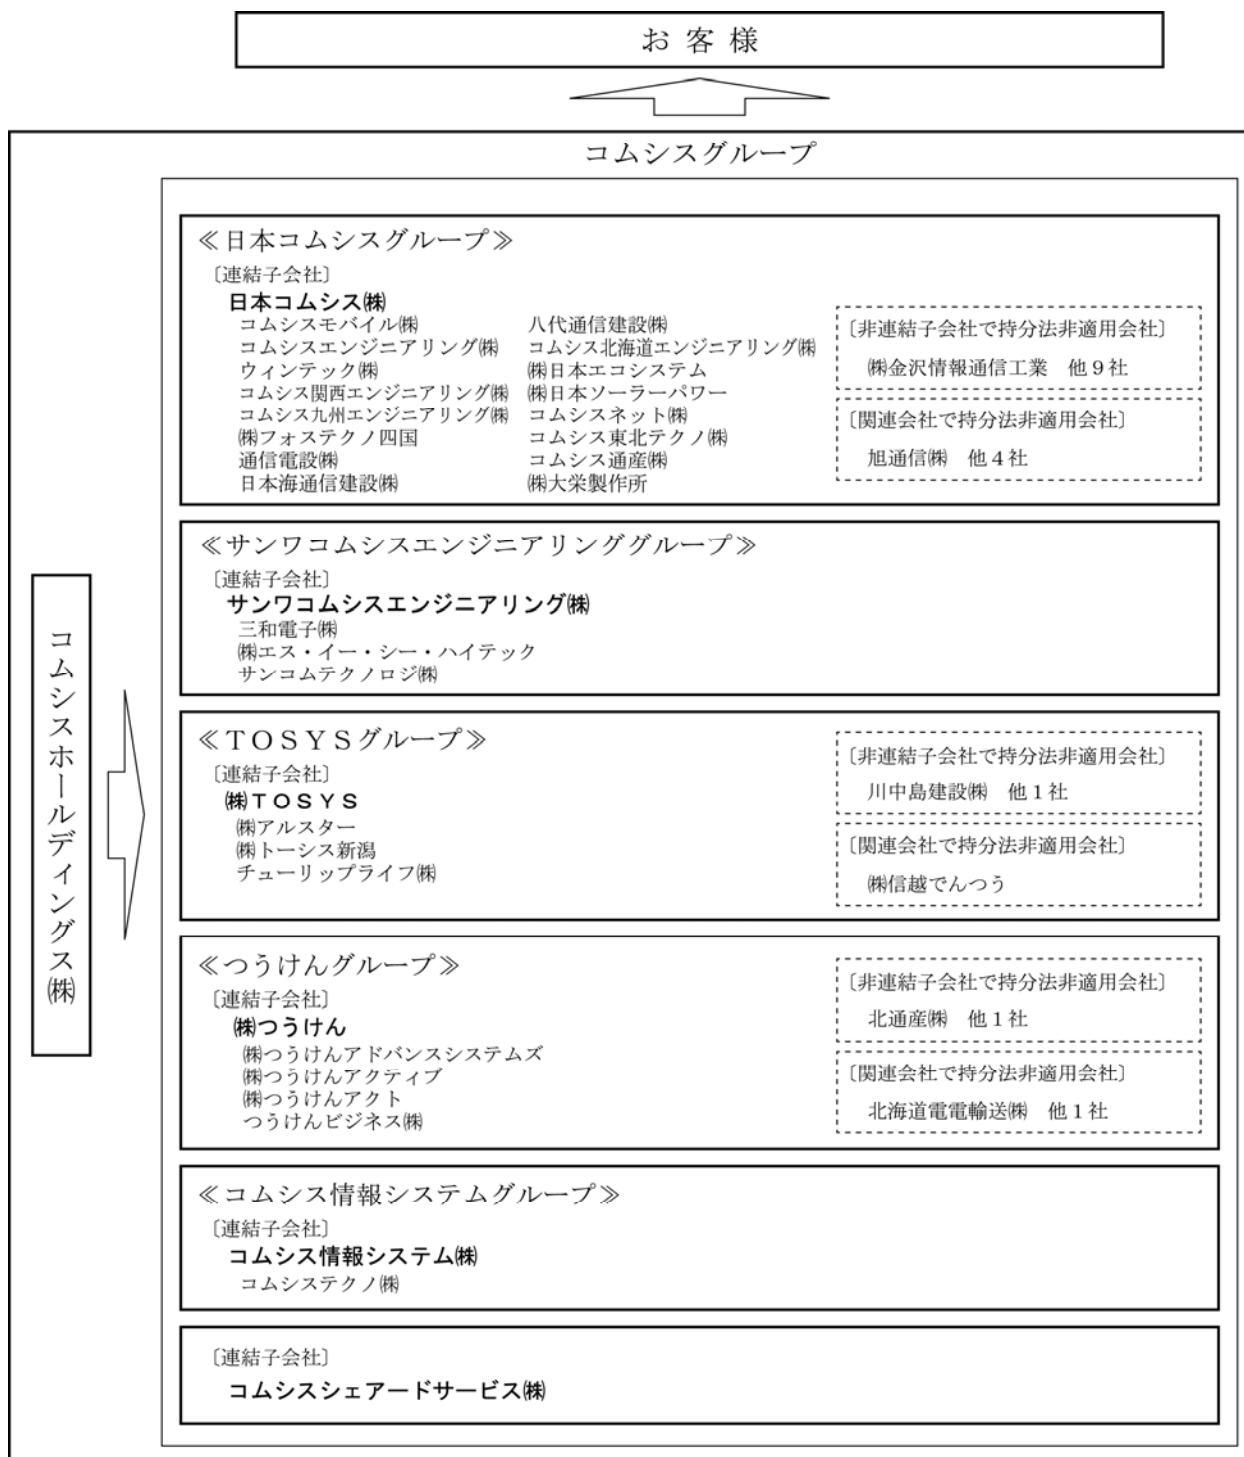 お 客 様
コムシスグループ
コムシスホールディングス㈱
≪日本コムシスグループ≫
〔連結子会社〕
日本コムシス㈱
コムシスモバイル㈱
コムシスエンジニアリング㈱
ウィンテック㈱
コムシス関西エンジニアリング㈱
コムシス九州エンジニアリング㈱
㈱フォステクノ四国
通信電設㈱
日本海通信建設㈱
八代通信建設㈱
コムシス北海道エンジニアリング㈱
㈱日本エコシステム
㈱日本ソーラーパワー
コムシスネット㈱
コムシス東北テクノ㈱
コムシス通産㈱
㈱大栄製作所
〔非連結子会社で持分法非適用会社〕
㈱金沢情報通信工業　他９社
〔関連会社で持分法非適用会社〕
旭通信㈱　他４社
≪サンワコムシスエンジニアリンググループ≫
〔連結子会社〕
サンワコムシスエンジニアリング㈱
三和電子㈱
㈱エス・イー・シー・ハイテック
サンコムテクノロジ㈱
≪ＴＯＳＹＳグループ≫
〔連結子会社〕
㈱ＴＯＳＹＳ
㈱アルスター
㈱トーシス新潟
チューリップライフ㈱
〔非連結子会社で持分法非適用会社〕
川中島建設㈱　他１社
〔関連会社で持分法非適用会社〕
㈱信越でんつう
≪つうけんグループ≫
〔連結子会社〕
㈱つうけん
㈱つうけんアドバンスシステムズ
㈱つうけんアクティブ
㈱つうけんアクト
つうけんビジネス㈱
〔非連結子会社で持分法非適用会社〕
北通産㈱　他１社
〔関連会社で持分法非適用会社〕
北海道電電輸送㈱　他１社
≪コムシス情報システムグループ≫
〔連結子会社〕
コムシス情報システム㈱
コムシステクノ㈱
〔連結子会社〕
コムシスシェアードサービス㈱